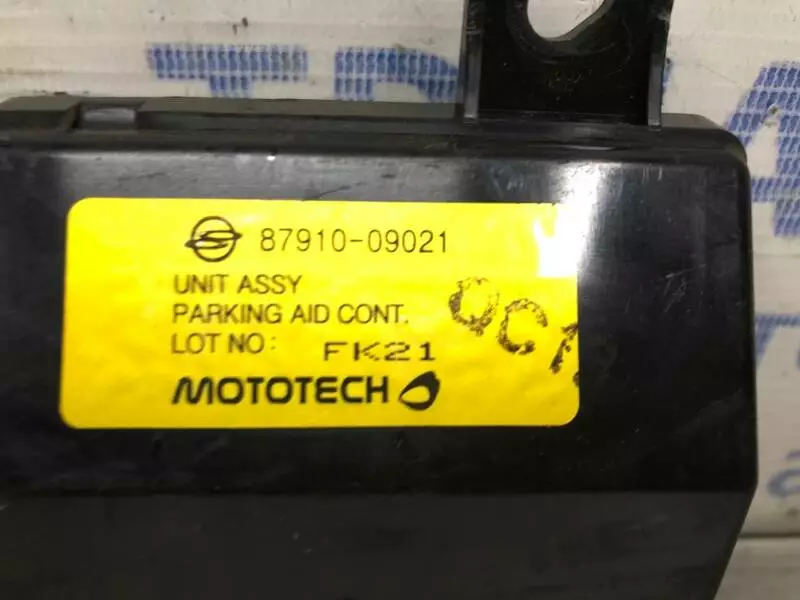 87910-09021
UNIT ASSY
PARKING AID CONT.
LOT NO: FK21
MOTOTECH